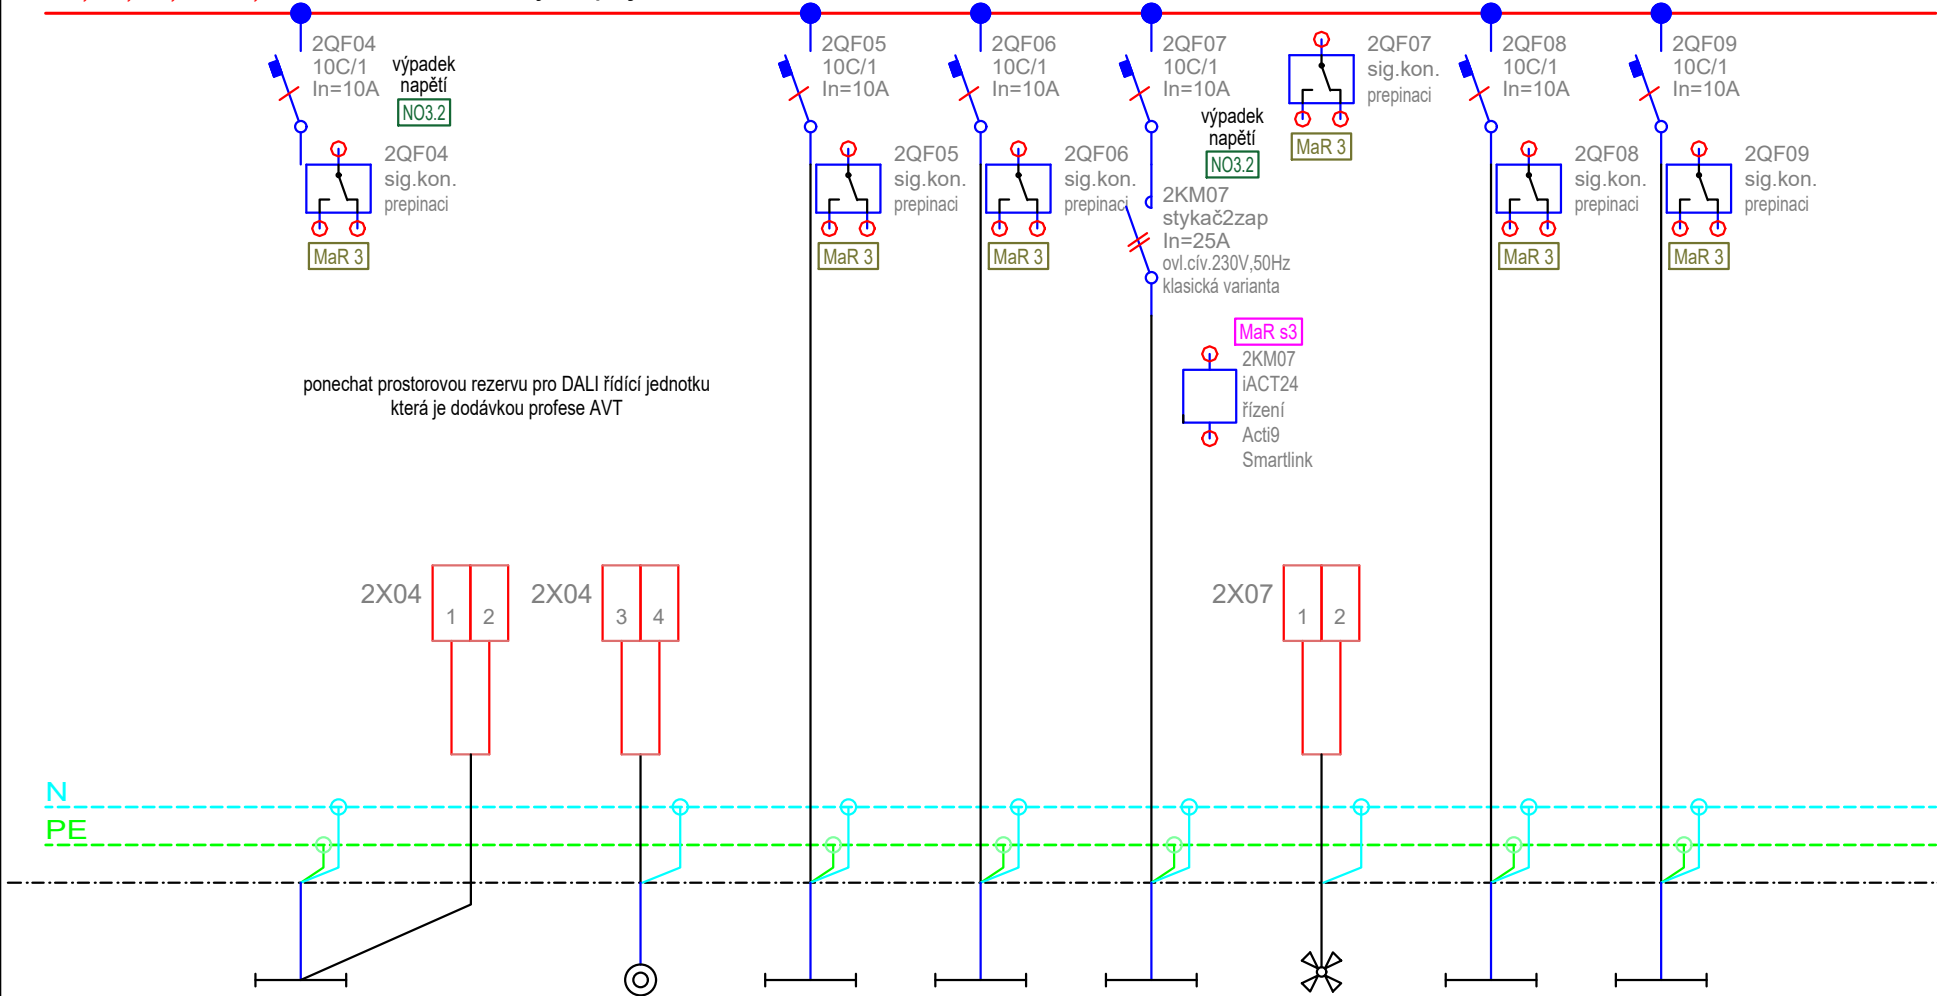 2QF04
10C/1
In=10A
výpadek
napětí
NO3.2
2QF04
sig.kon.
prepinaci
MaR 3
2QF05
10C/1
In=10A
2QF05
sig.kon.
prepinaci
MaR 3
2QF06
10C/1
In=10A
2QF06
sig.kon.
prepinaci
MaR 3
2QF07
10C/1
In=10A
výpadek
napětí
NO3.2
2KM07
stykač2zap
In=25A
ovl.cív.230V,50Hz
klasická varianta
MaR s3
2KM07
iACT24
řízení
Acti9
Smartlink
2QF07
sig.kon.
prepinaci
MaR 3
2QF08
10C/1
In=10A
2QF08
sig.kon.
prepinaci
MaR 3
2QF09
10C/1
In=10A
2QF09
sig.kon.
prepinaci
MaR 3
ponechat prostorovou rezervu pro DALI řídící jednotku
která je dodávkou profese AVT
2X04
1 2
2X04
3 4
2X07
1 2
N
PE